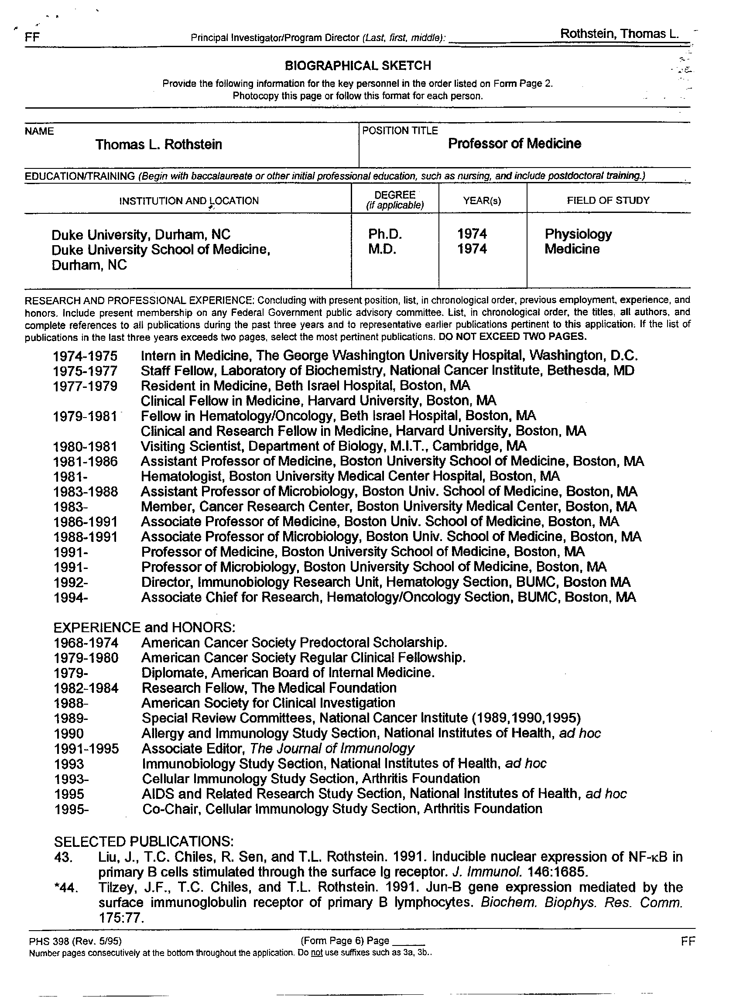 FF Principal Investigator/Program Director (Last, first, middle): Rothstein, Thomas L.
BIOGRAPHICAL SKETCH
Provide the following information for the key personnel in the order listed on Form Page 2.
Photocopy this page or follow this format for each person.
NAME
Thomas L. Rothstein
POSITION TITLE
Professor of Medicine
EDUCATION/TRAINING (Begin with baccalaureate or other initial professional education, such as nursing, and include postdoctoral training.)
INSTITUTION AND LOCATION DEGREE (if applicable) YEAR(s) FIELD OF STUDY
Duke University, Durham, NC Ph.D. 1974 Physiology
Duke University School of Medicine, M.D. 1974 Medicine
Durham, NC
RESEARCH AND PROFESSIONAL EXPERIENCE: Concluding with present position, list, in chronological order, previous employment, experience, and
honors. Include present membership on any Federal Government public advisory committee. List, in chronological order, the titles, all authors, and
complete references to all publications during the past three years and to representative earlier publications pertinent to this application. If the list of
publications in the last three years exceeds two pages, select the most pertinent publications. DO NOT EXCEED TWO PAGES.
1974-1975 Intern in Medicine, The George Washington University Hospital, Washington, D.C.
1975-1977 Staff Fellow, Laboratory of Biochemistry, National Cancer Institute, Bethesda, MD
1977-1979 Resident in Medicine, Beth Israel Hospital, Boston, MA
Clinical Fellow in Medicine, Harvard University, Boston, MA
1979-1981 Fellow in Hematology/Oncology, Beth Israel Hospital, Boston, MA
Clinical and Research Fellow in Medicine, Harvard University, Boston, MA
1980-1981 Visiting Scientist, Department of Biology, M.I.T., Cambridge, MA
1981-1986 Assistant Professor of Medicine, Boston University School of Medicine, Boston, MA
1981- Hematologist, Boston University Medical Center Hospital, Boston, MA
1983-1988 Assistant Professor of Microbiology, Boston Univ. School of Medicine, Boston, MA
1983- Member, Cancer Research Center, Boston University Medical Center, Boston, MA
1986-1991 Associate Professor of Medicine, Boston Univ. School of Medicine, Boston, MA
1988-1991 Associate Professor of Microbiology, Boston Univ. School of Medicine, Boston, MA
1991- Professor of Medicine, Boston University School of Medicine, Boston, MA
1991- Professor of Microbiology, Boston University School of Medicine, Boston, MA
1992- Director, Immunobiology Research Unit, Hematology Section, BUMC, Boston MA
1994- Associate Chief for Research, Hematology/Oncology Section, BUMC, Boston, MA
EXPERIENCE and HONORS:
1968-1974 American Cancer Society Predoctoral Scholarship.
1979-1980 American Cancer Society Regular Clinical Fellowship.
1979- Diplomate, American Board of Internal Medicine.
1982-1984 Research Fellow, The Medical Foundation
1988- American Society for Clinical Investigation
1989- Special Review Committees, National Cancer Institute (1989,1990,1995)
1990 Allergy and Immunology Study Section, National Institutes of Health, ad hoc
1991-1995 Associate Editor, The Journal of Immunology
1993 Immunobiology Study Section, National Institutes of Health, ad hoc
1993- Cellular Immunology Study Section, Arthritis Foundation
1995 AIDS and Related Research Study Section, National Institutes of Health, ad hoc
1995- Co-Chair, Cellular Immunology Study Section, Arthritis Foundation
SELECTED PUBLICATIONS:
43. Liu, J., T.C. Chiles, R. Sen, and T.L. Rothstein. 1991. Inducible nuclear expression of NF-κB in
primary B cells stimulated through the surface Ig receptor. J. Immunol. 146:1685.
*44. Tilzey, J.F., T.C. Chiles, and T.L. Rothstein. 1991. Jun-B gene expression mediated by the
surface immunoglobulin receptor of primary B lymphocytes. Biochem. Biophys. Res. Comm.
175:77.
PHS 398 (Rev. 5/95) (Form Page 6) Page ______ FF
Number pages consecutively at the bottom throughout the application. Do not use suffixes such as 3a, 3b..